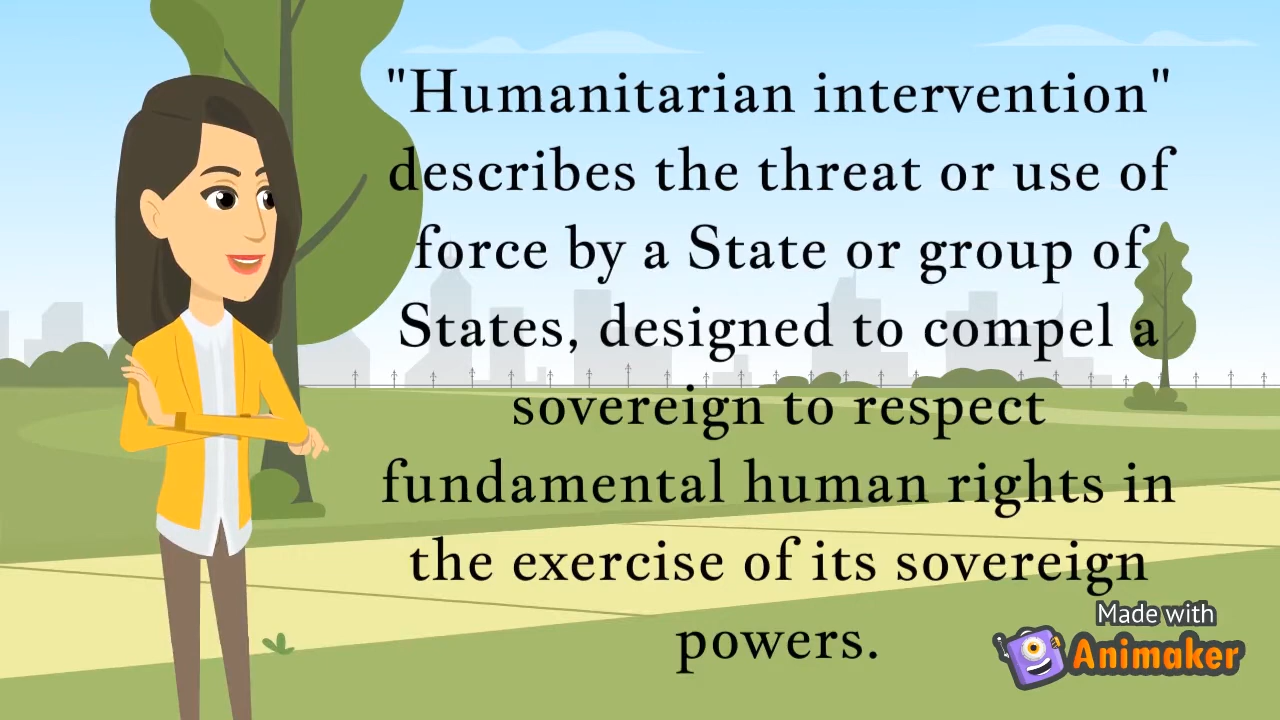 "Humanitarian intervention"
describes the threat or use of
force by a State or group of
States, designed to compel a
sovereign to respect
fundamental human rights in
the exercise of its sovereign
powers.
Made with
Animaker